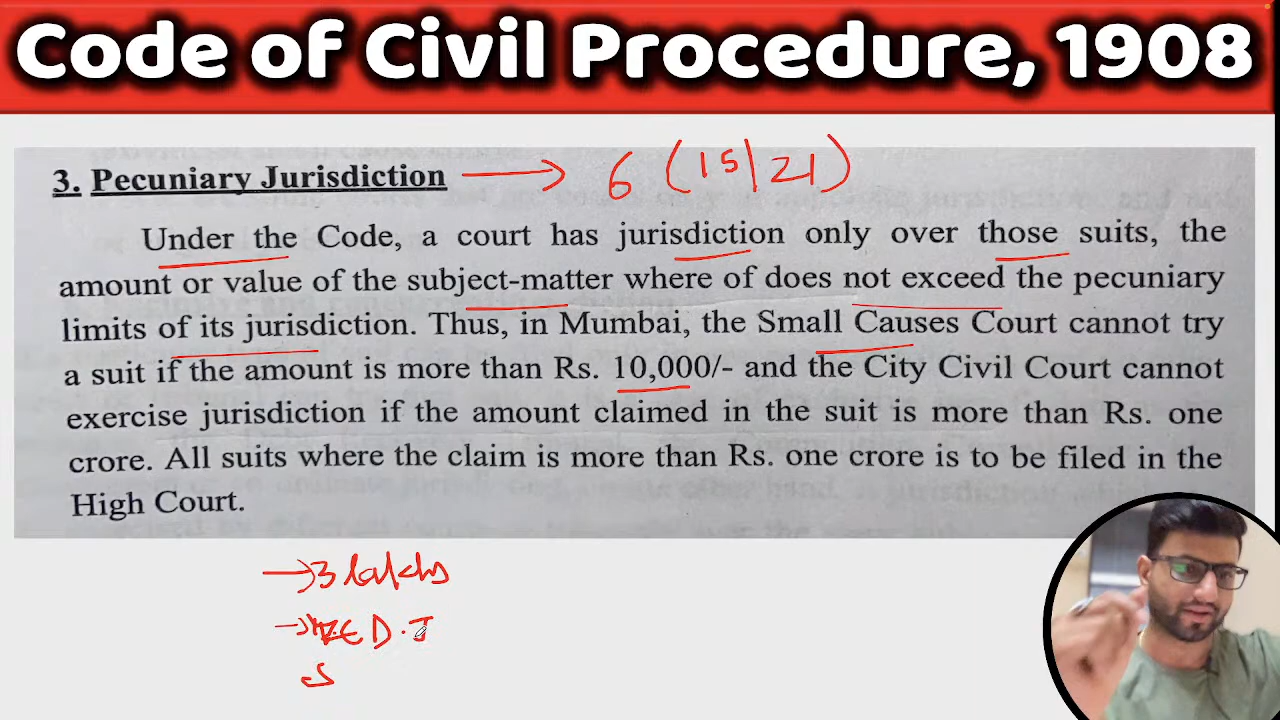 Code of Civil Procedure, 1908
3. Pecuniary Jurisdiction → 6 (15|21)
Under the Code, a court has jurisdiction only over those suits, the
amount or value of the subject-matter where of does not exceed the pecuniary
limits of its jurisdiction. Thus, in Mumbai, the Small Causes Court cannot try
a suit if the amount is more than Rs. 10,000/- and the City Civil Court cannot
exercise jurisdiction if the amount claimed in the suit is more than Rs. one
crore. All suits where the claim is more than Rs. one crore is to be filed in the
High Court.
→ 3 lakhs
→ D.J
S